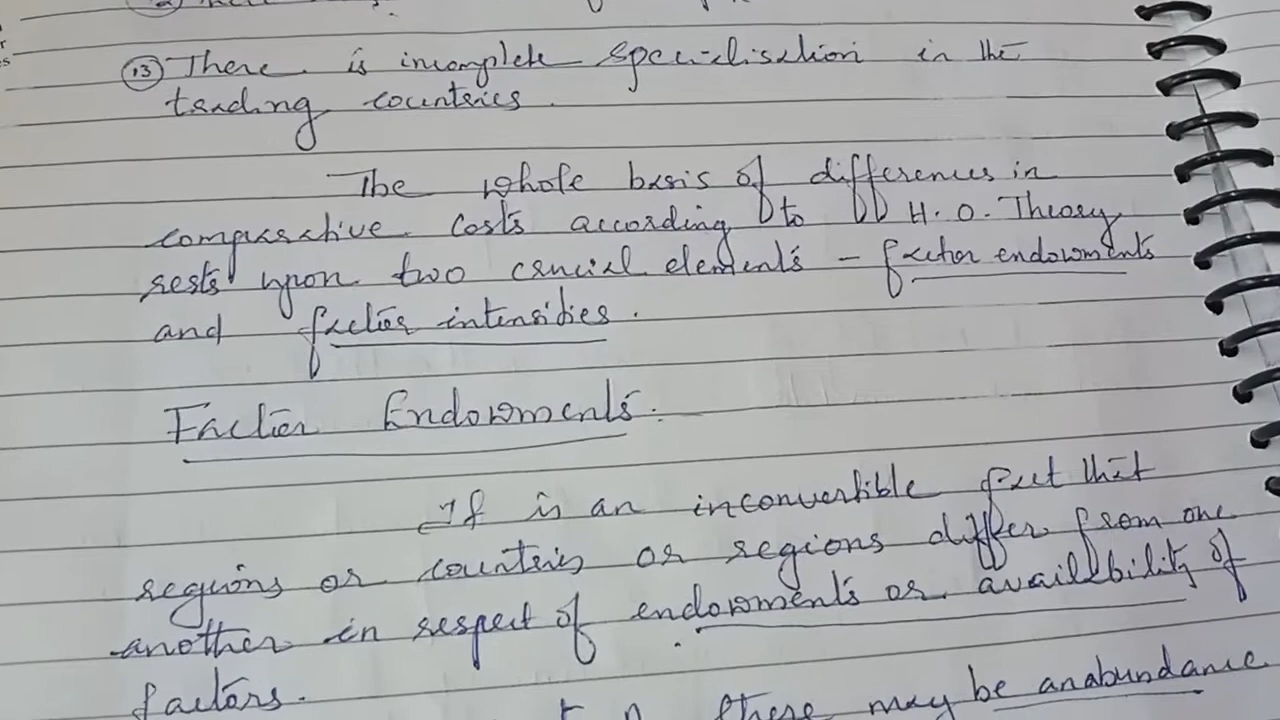 (13) There is incomplete specialisation in the
trading countries.
The whole basis of differences in
comparative costs according to H.O. Theory
rests upon two crucial elements - factor endowments
and factor intensities.
Factor Endowments.
If is an inconvertible fact that
regions or countries or regions differ from one
another in respect of endowments or availbility of
factors.
there may be an abundance